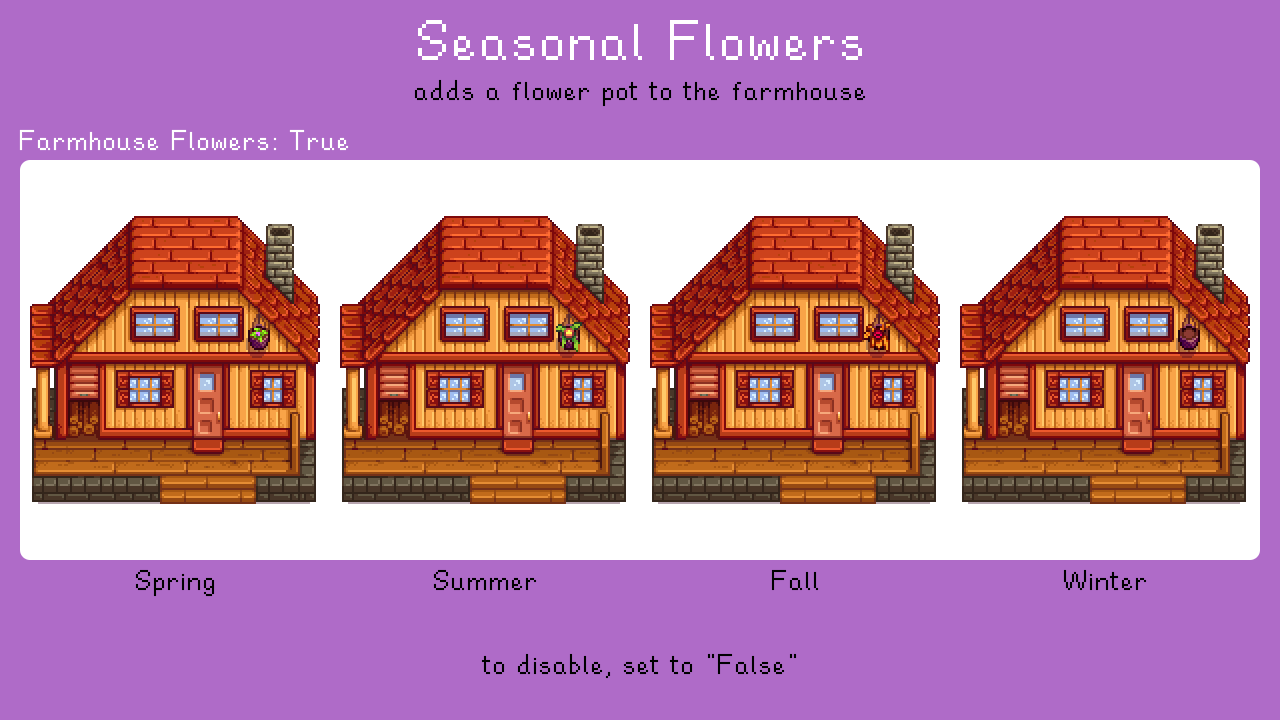 Seasonal Flowers
adds a flower pot to the farmhouse
Farmhouse Flowers: True
Spring
Summer
Fall
Winter
to disable, set to "False"